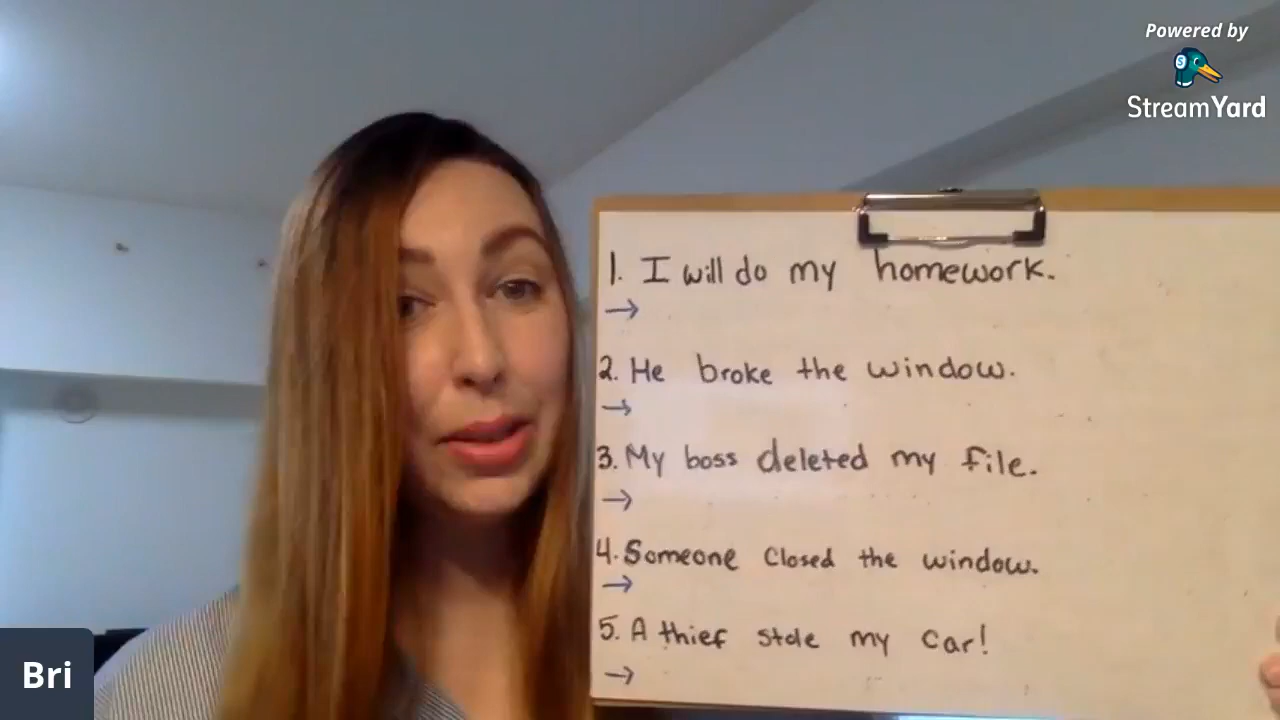 Powered by
StreamYard
1. I will do my homework.
→
2. He broke the window.
→
3. My boss deleted my file.
→
4. Someone closed the window.
→
5. A thief stole my car!
→
Bri